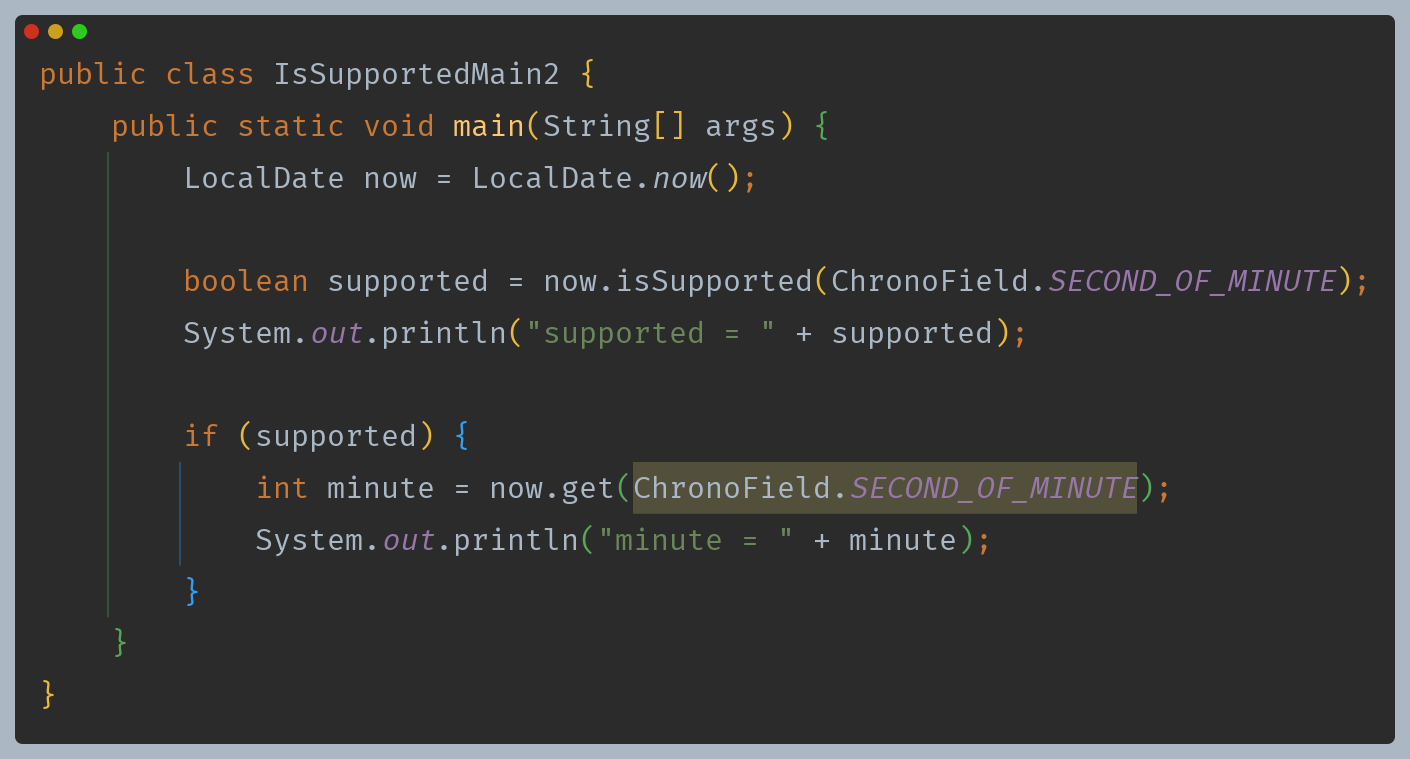 public class IsSupportedMain2 {
    public static void main(String[] args) {
        LocalDate now = LocalDate.now();

        boolean supported = now.isSupported(ChronoField.SECOND_OF_MINUTE);
        System.out.println("supported = " + supported);

        if (supported) {
            int minute = now.get(ChronoField.SECOND_OF_MINUTE);
            System.out.println("minute = " + minute);
        }
    }
}